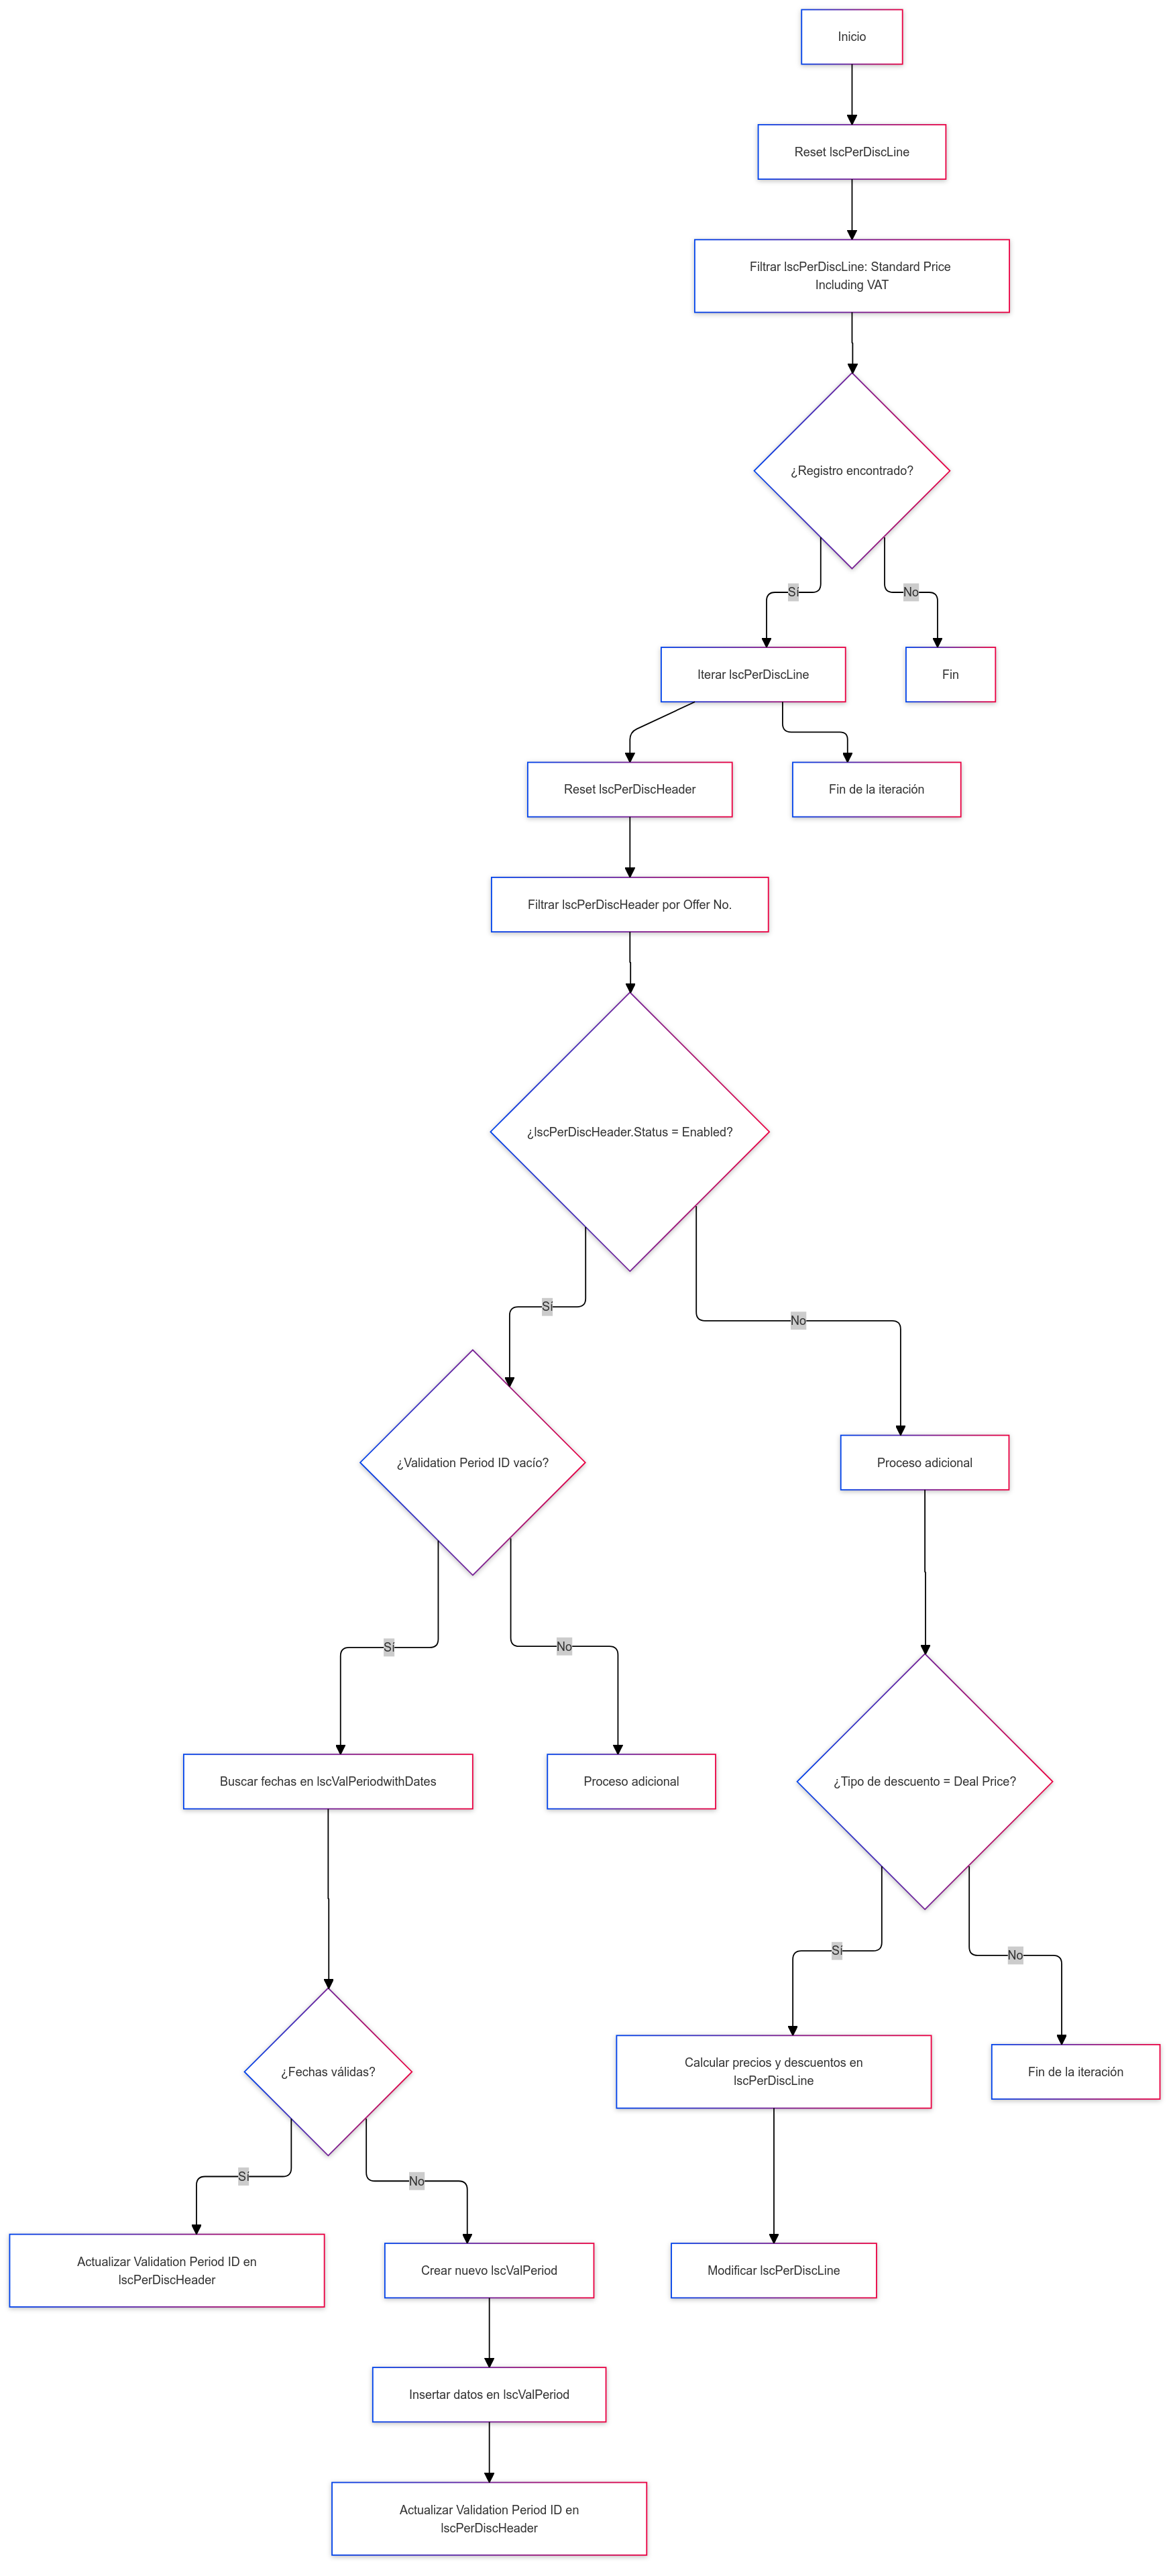 Inicio
Reset lscPerDiscLine
Filtrar lscPerDiscLine: Standard Price
Including VAT
¿Registro encontrado?
Sí
No
Iterar lscPerDiscLine
Fin
Reset lscPerDiscHeader
Fin de la iteración
Filtrar lscPerDiscHeader por Offer No.
¿lscPerDiscHeader.Status = Enabled?
Sí
No
¿Validation Period ID vacío?
Proceso adicional
Sí
No
Buscar fechas en lscValPeriodwithDates
Proceso adicional
¿Tipo de descuento = Deal Price?
Sí
No
¿Fechas válidas?
Calcular precios y descuentos en
lscPerDiscLine
Fin de la iteración
Sí
No
Actualizar Validation Period ID en
lscPerDiscHeader
Crear nuevo lscValPeriod
Modificar lscPerDiscLine
Insertar datos en lscValPeriod
Actualizar Validation Period ID en
lscPerDiscHeader